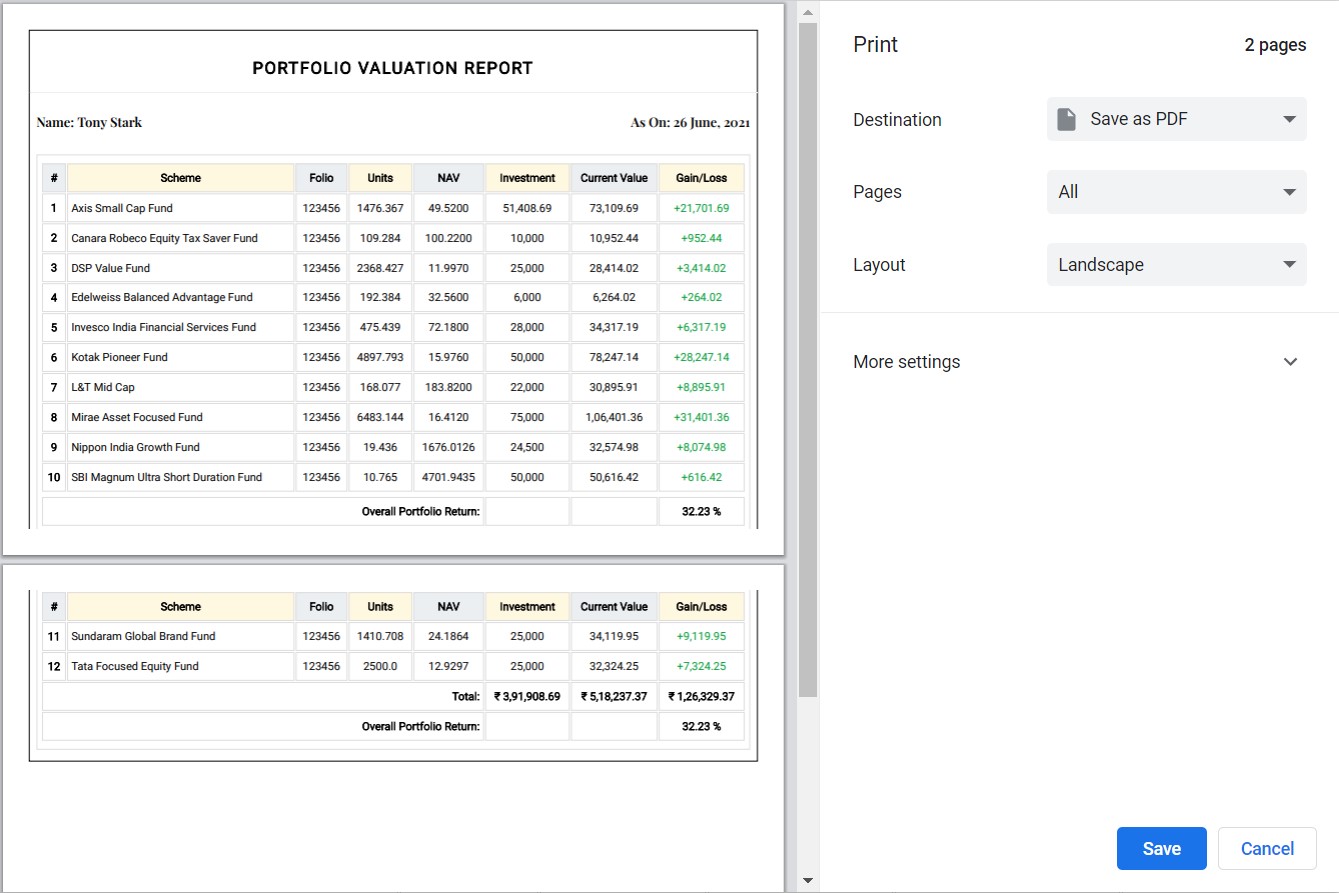 PORTFOLIO VALUATION REPORT
Name: Tony Stark As On: 26 June, 2021
# Scheme Folio Units NAV Investment Current Value Gain/Loss
1 Axis Small Cap Fund 123456 1476.367 49.5200 51,408.69 73,109.69 +21,701.69
2 Canara Robeco Equity Tax Saver Fund 123456 109.284 100.2200 10,000 10,952.44 +952.44
3 DSP Value Fund 123456 2368.427 11.9970 25,000 28,414.02 +3,414.02
4 Edelweiss Balanced Advantage Fund 123456 192.384 32.5600 6,000 6,264.02 +264.02
5 Invesco India Financial Services Fund 123456 475.439 72.1800 28,000 34,317.19 +6,317.19
6 Kotak Pioneer Fund 123456 4897.793 15.9760 50,000 78,247.14 +28,247.14
7 L&T Mid Cap 123456 168.077 183.8200 22,000 30,895.91 +8,895.91
8 Mirae Asset Focused Fund 123456 6483.144 16.4120 75,000 1,06,401.36 +31,401.36
9 Nippon India Growth Fund 123456 19.436 1676.0126 24,500 32,574.98 +8,074.98
10 SBI Magnum Ultra Short Duration Fund 123456 10.765 4701.9435 50,000 50,616.42 +616.42
Overall Portfolio Return: 32.23 %
# Scheme Folio Units NAV Investment Current Value Gain/Loss
11 Sundaram Global Brand Fund 123456 1410.708 24.1864 25,000 34,119.95 +9,119.95
12 Tata Focused Equity Fund 123456 2500.0 12.9297 25,000 32,324.25 +7,324.25
Total: ₹ 3,91,908.69 ₹ 5,18,237.37 ₹ 1,26,329.37
Overall Portfolio Return: 32.23 %
Print 2 pages
Destination Save as PDF
Pages All
Layout Landscape
More settings
Save Cancel